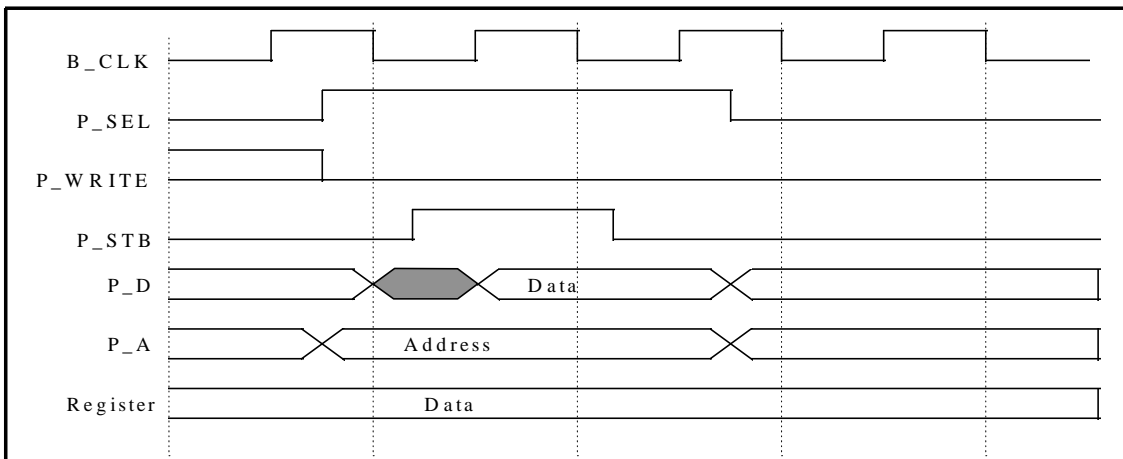 B_CLK
P_SEL
P_WRITE
P_STB
P_D Data
P_A Address
Register Data